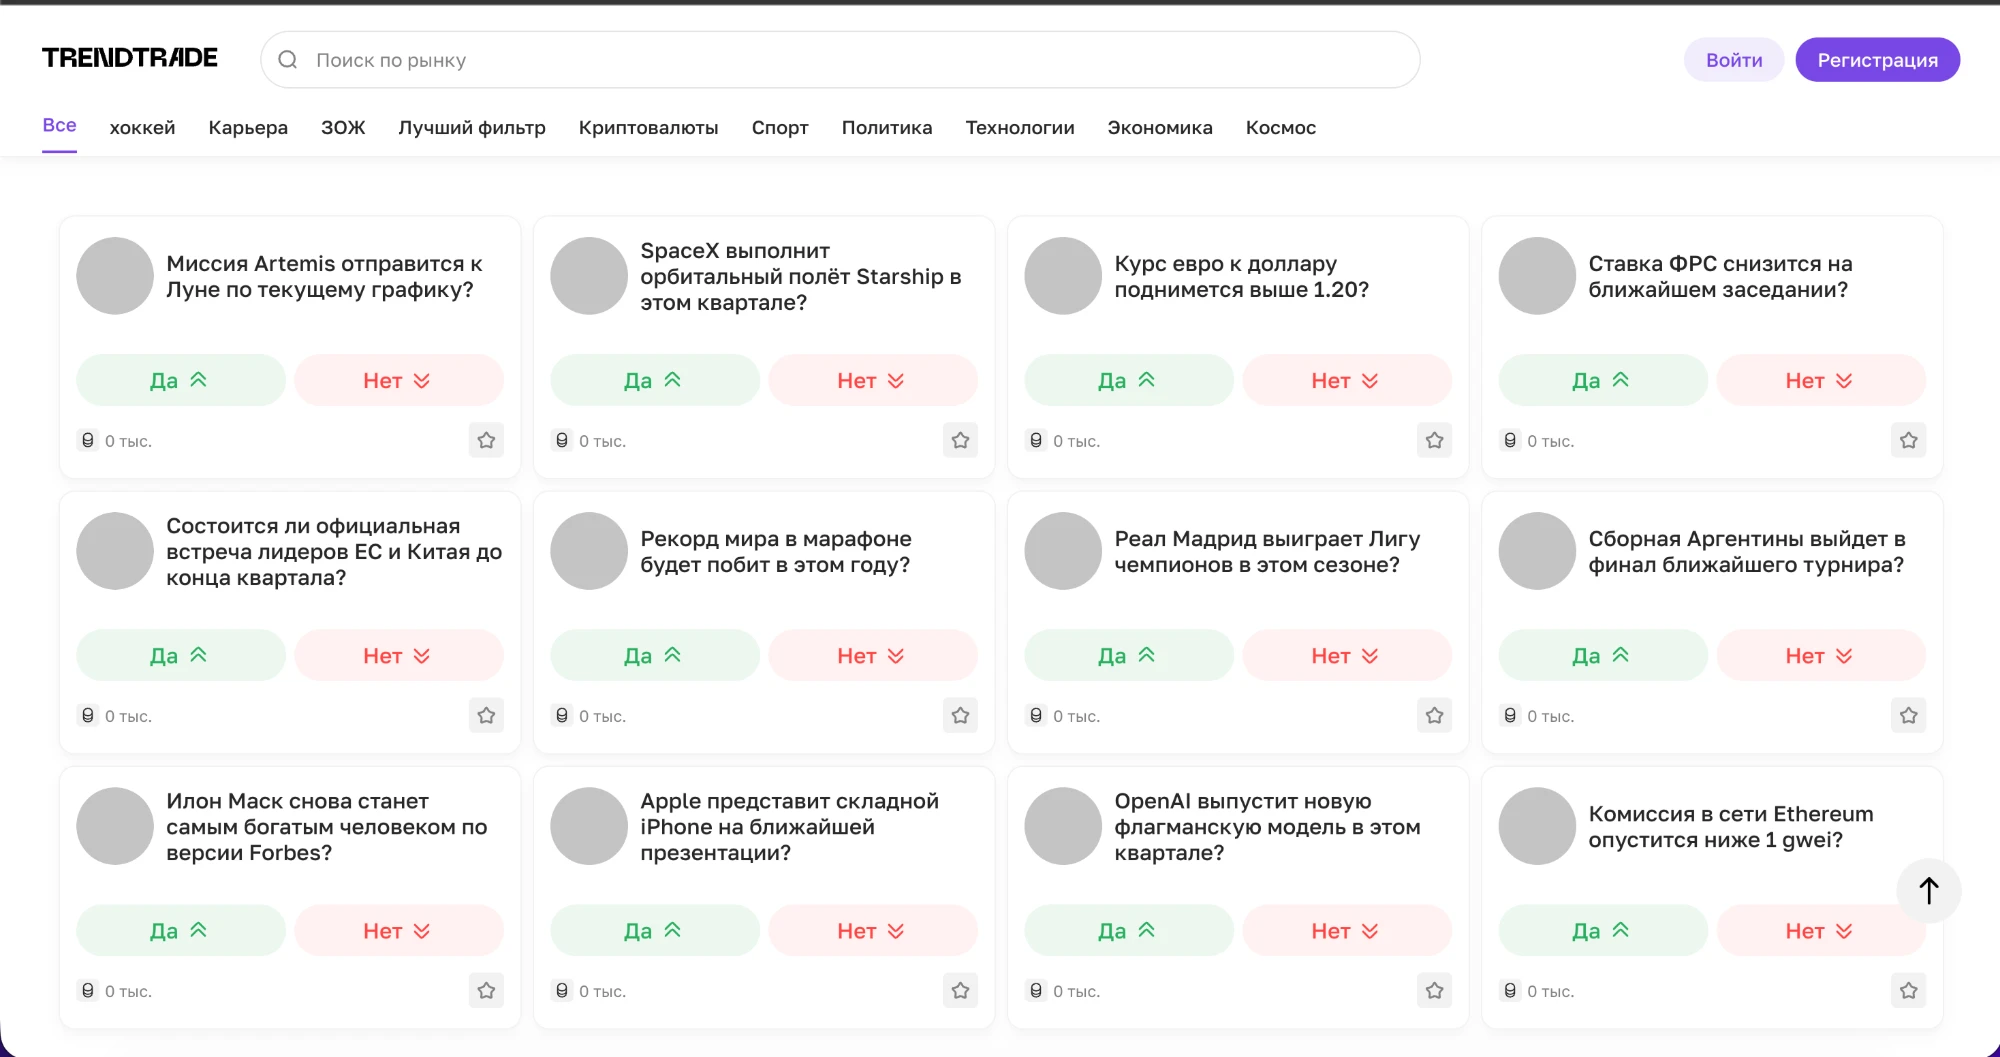 TRENDTRADE
Поиск по рынку
Войти
Регистрация
Все
хоккей
Карьера
ЗОЖ
Лучший фильтр
Криптовалюты
Спорт
Политика
Технологии
Экономика
Космос
Миссия Artemis отправится к
Луне по текущему графику?
Да
Нет
0 тыс.
SpaceX выполнит
орбитальный полёт Starship в
этом квартале?
Да
Нет
0 тыс.
Курс евро к доллару
поднимется выше 1.20?
Да
Нет
0 тыс.
Ставка ФРС снизится на
ближайшем заседании?
Да
Нет
0 тыс.
Состоится ли официальная
встреча лидеров ЕС и Китая до
конца квартала?
Да
Нет
0 тыс.
Рекорд мира в марафоне
будет побит в этом году?
Да
Нет
0 тыс.
Реал Мадрид выиграет Лигу
чемпионов в этом сезоне?
Да
Нет
0 тыс.
Сборная Аргентины выйдет в
финал ближайшего турнира?
Да
Нет
0 тыс.
Илон Маск снова станет
самым богатым человеком по
версии Forbes?
Да
Нет
0 тыс.
Apple представит складной
iPhone на ближайшей
презентации?
Да
Нет
0 тыс.
OpenAI выпустит новую
флагманскую модель в этом
квартале?
Да
Нет
0 тыс.
Комиссия в сети Ethereum
опустится ниже 1 gwei?
Да
Нет
0 тыс.